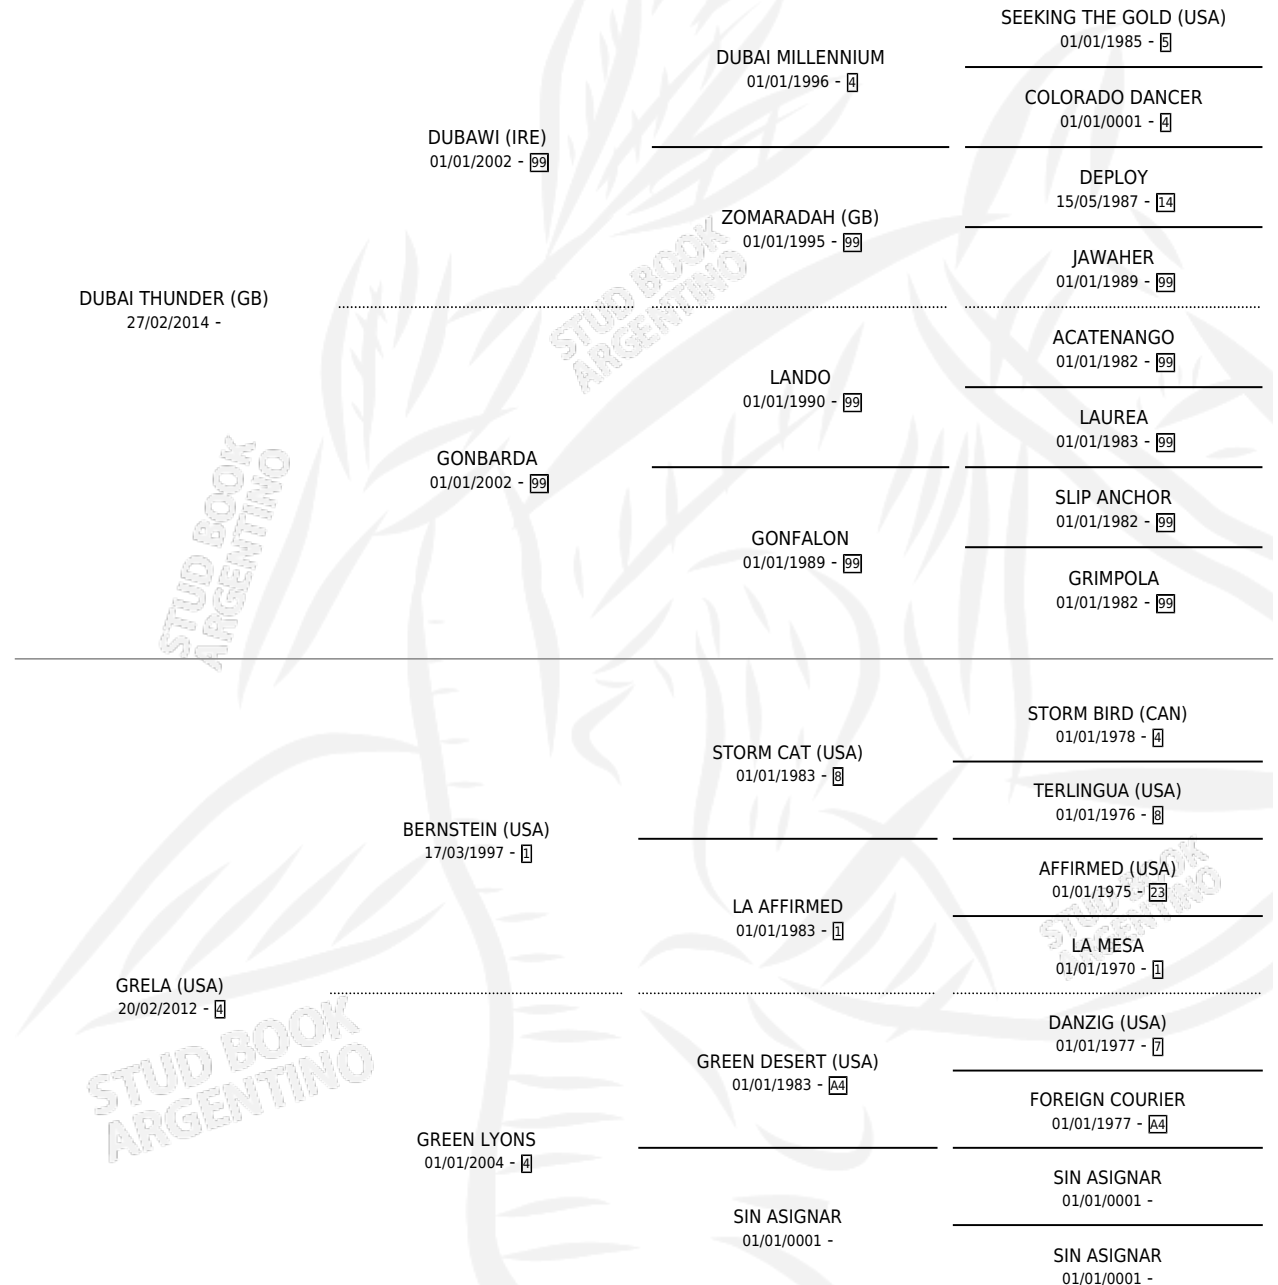 SEEKING THE GOLD (USA)
01/01/1985 - 5
DUBAI MILLENNIUM
01/01/1996 - 4
COLORADO DANCER
01/01/0001 - 4
DUBAWI (IRE)
01/01/2002 - 99
DEPLOY
15/05/1987 - 14
ZOMARADAH (GB)
01/01/1995 - 99
JAWAHER
01/01/1989 - 99
DUBAI THUNDER (GB)
27/02/2014 -
STUD BOOK
ARGENTINO
ACATENANGO
01/01/1982 - 99
LANDO
01/01/1990 - 99
LAUREA
01/01/1983 - 99
GONBARDA
01/01/2002 - 99
SLIP ANCHOR
01/01/1982 - 99
GONFALON
01/01/1989 - 99
GRIMPOLA
01/01/1982 - 99
STUD BOOK
ARGENTINO
STORM BIRD (CAN)
01/01/1978 - 4
STORM CAT (USA)
01/01/1983 - 8
TERLINGUA (USA)
01/01/1976 - 8
BERNSTEIN (USA)
17/03/1997 - 1
AFFIRMED (USA)
01/01/1975 - 23
LA AFFIRMED
01/01/1983 - 1
STUD BOOK
ARGENTINO
LA MESA
01/01/1970 - 1
GRELA (USA)
20/02/2012 - 4
STUD BOOK
ARGENTINO
DANZIG (USA)
01/01/1977 - 7
GREEN DESERT (USA)
01/01/1983 - A4
FOREIGN COURIER
01/01/1977 - A4
GREEN LYONS
01/01/2004 - 4
SIN ASIGNAR
01/01/0001 -
SIN ASIGNAR
01/01/0001 -
SIN ASIGNAR
01/01/0001 -